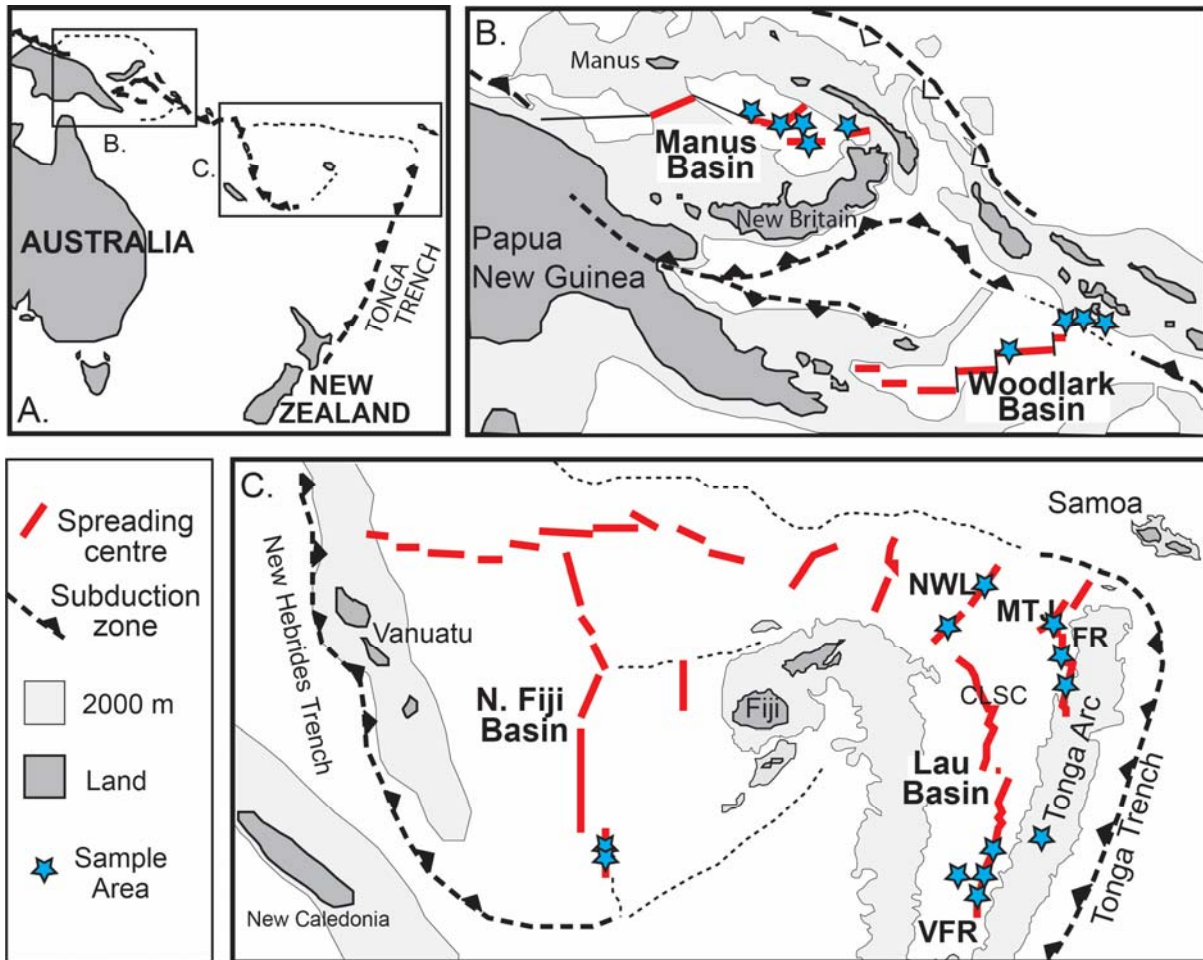 B.
C.
AUSTRALIA
TONGA
TRENCH
NEW
ZEALAND
A.
B.
Manus
Manus
Basin
New Britain
Papua
New Guinea
Woodlark
Basin
Spreading
centre
Subduction
zone
2000 m
Land
Sample
Area
C.
Samoa
New Hebrides Trench
Vanuatu
N. Fiji
Basin
Fiji
NWL
MTJ
FR
CLSC
Lau
Basin
Tonga Arc
Tonga Trench
New Caledonia
VFR